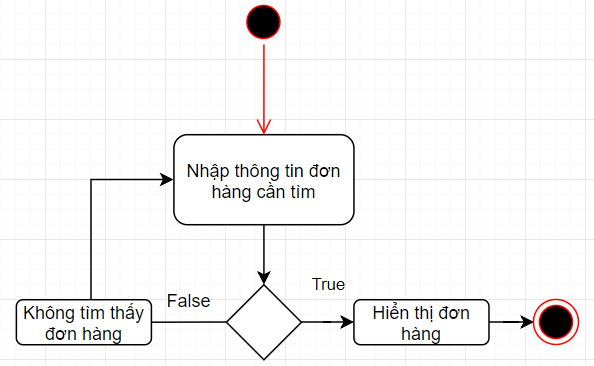 Nhập thông tin đơn
hàng cần tìm
True
False
Không tìm thấy
đơn hàng
Hiển thị đơn
hàng